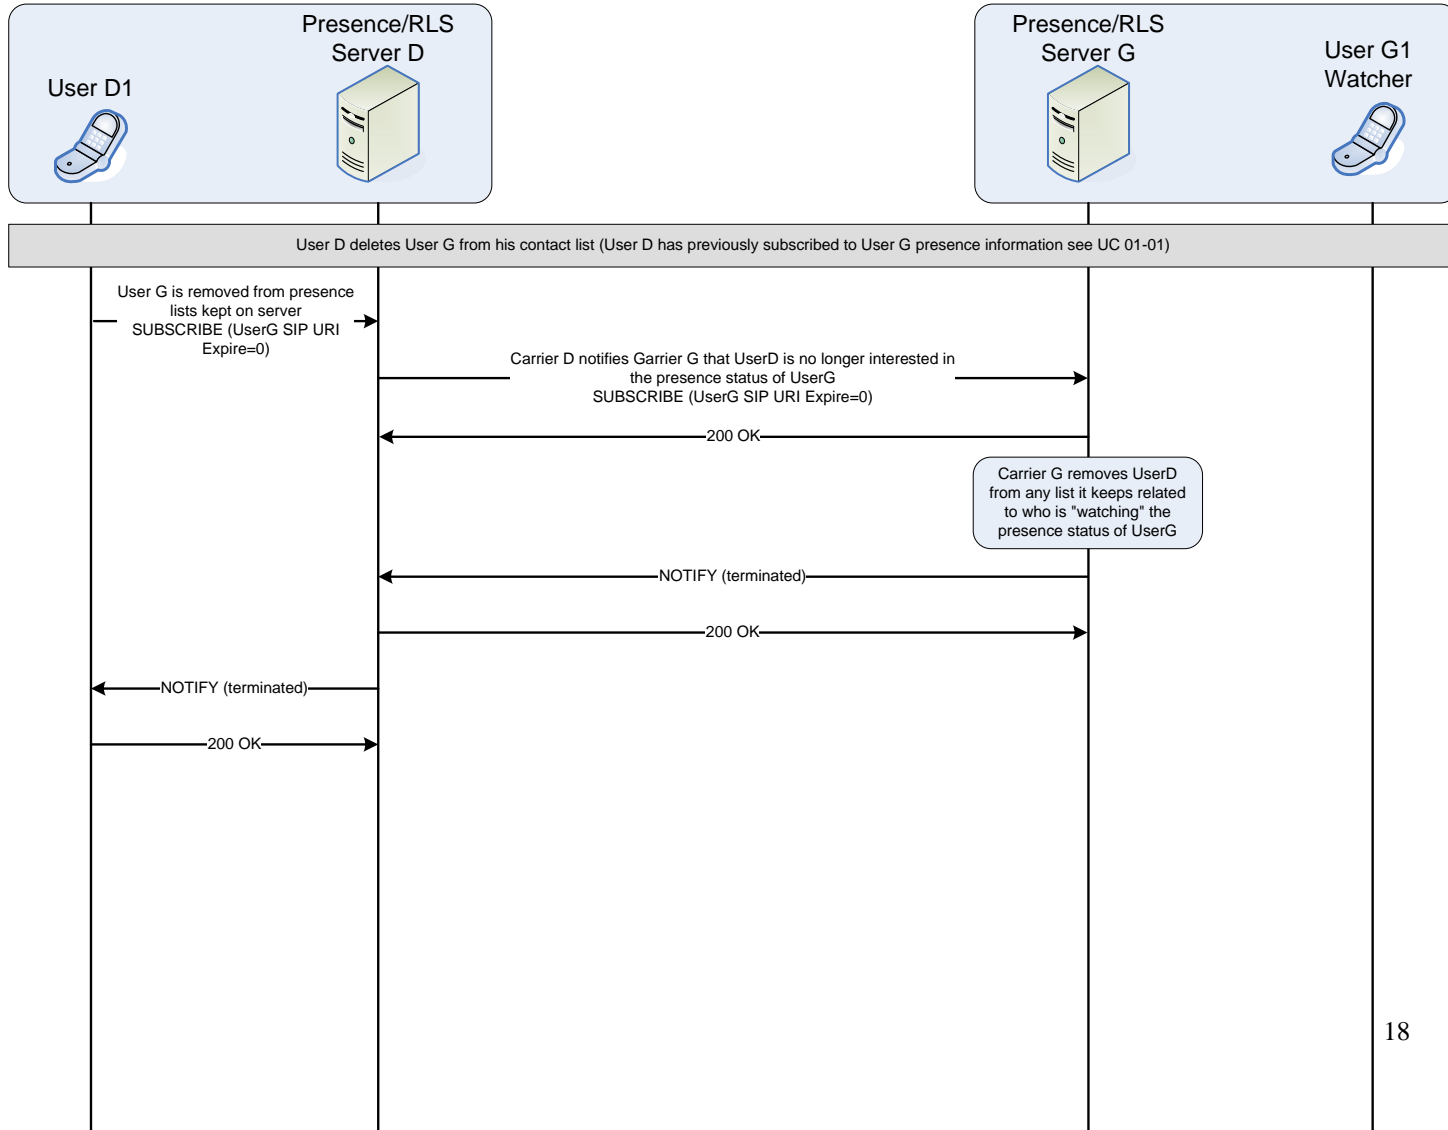 Presence/RLS
Server D
User D1
Presence/RLS
Server G
User G1
Watcher
User D deletes User G from his contact list (User D has previously subscribed to User G presence information see UC 01-01)
User G is removed from presence
lists kept on server
SUBSCRIBE (UserG SIP URI
Expire=0)
Carrier D notifies Garrier G that UserD is no longer interested in
the presence status of UserG
SUBSCRIBE (UserG SIP URI Expire=0)
200 OK
Carrier G removes UserD
from any list it keeps related
to who is "watching" the
presence status of UserG
NOTIFY (terminated)
200 OK
NOTIFY (terminated)
200 OK
18